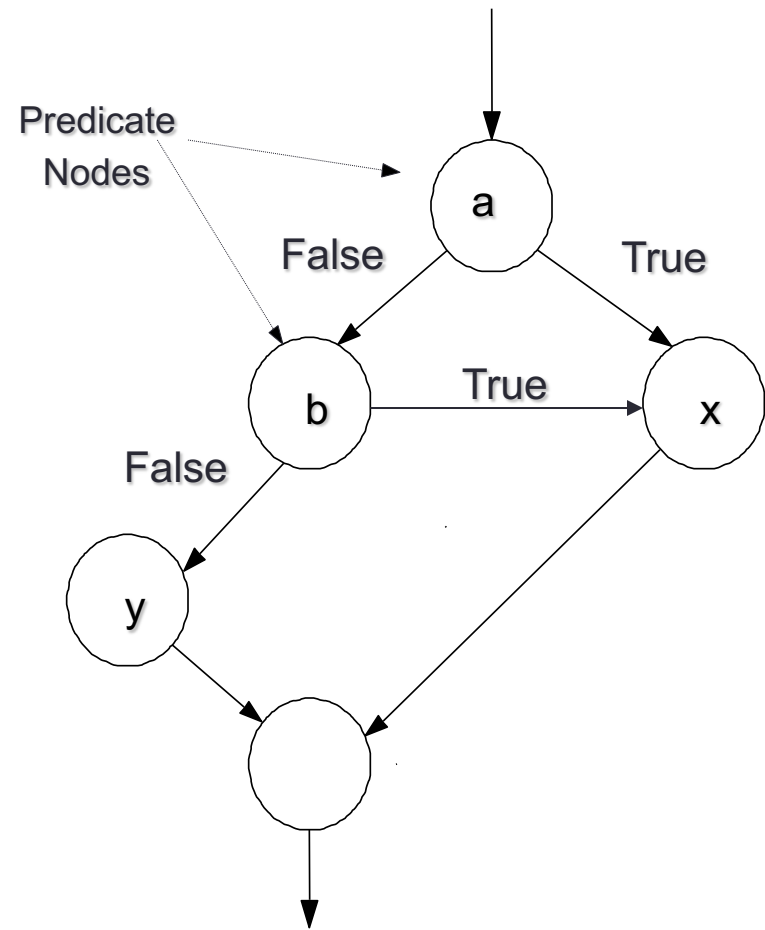 Predicate
Nodes
a
False
True
b
True
x
False
y